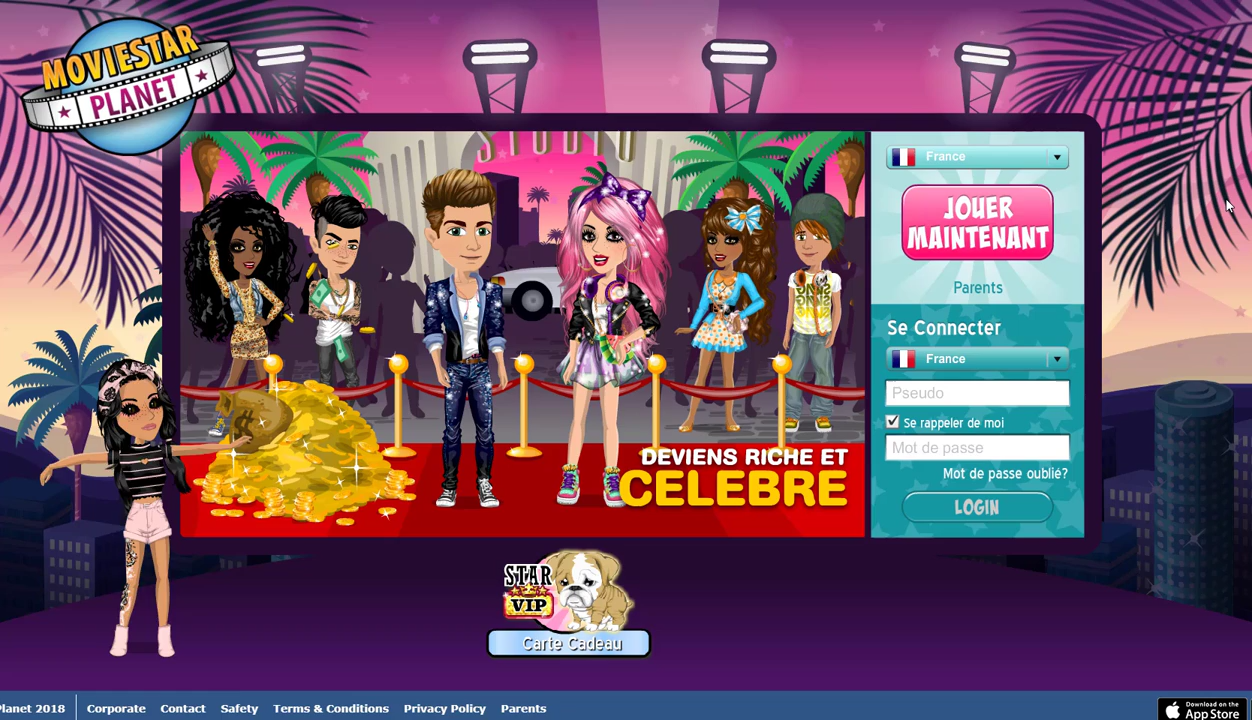 MOVIESTAR
PLANET
STUDIO
France
JOUER
MAINTENANT
Parents
Se Connecter
France
Pseudo
Se rappeler de moi
Mot de passe
Mot de passe oublié?
LOGIN
DEVIENS RICHE ET
CELEBRE
STAR
VIP
Carte Cadeau
Planet 2018 Corporate Contact Safety Terms & Conditions Privacy Policy Parents
Download on the
App Store